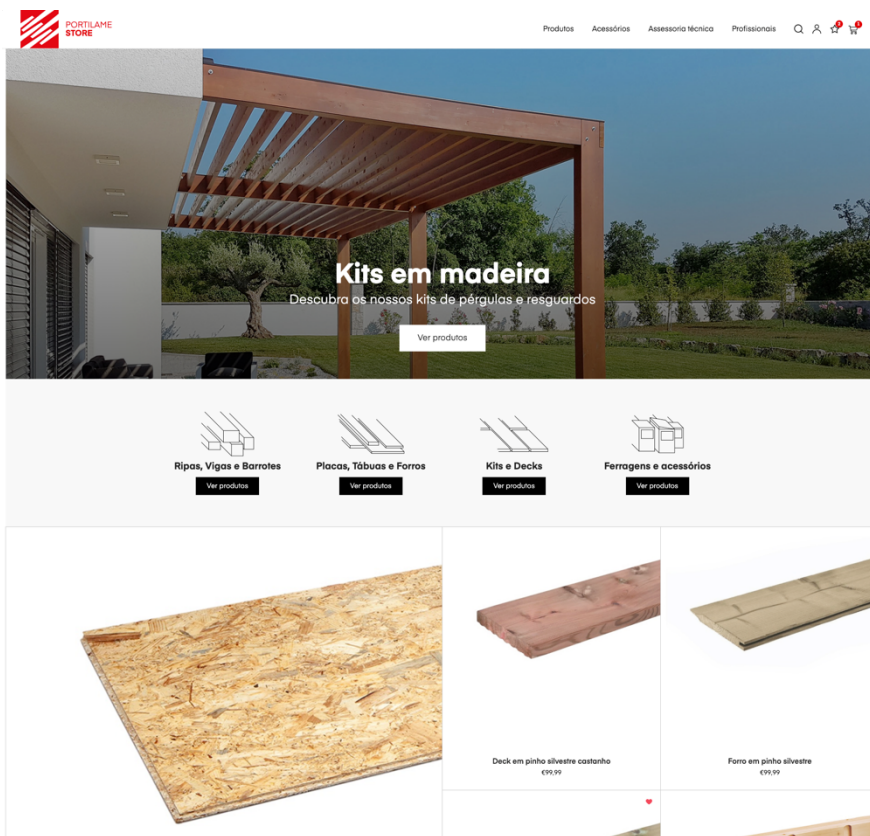 PORTILAME
STORE
Produtos Acessórios Assessoria técnica Profissionais
1
Kits em madeira
Descubra os nossos kits de pérgulas e resguardos
Ver produtos
Ripas, Vigas e Barrotes Placas, Tábuas e Forros Kits e Decks Ferragens e acessórios
Ver produtos Ver produtos Ver produtos Ver produtos
Deck em pinho silvestre castanho Forro em pinho silvestre
€99,99 €99,99